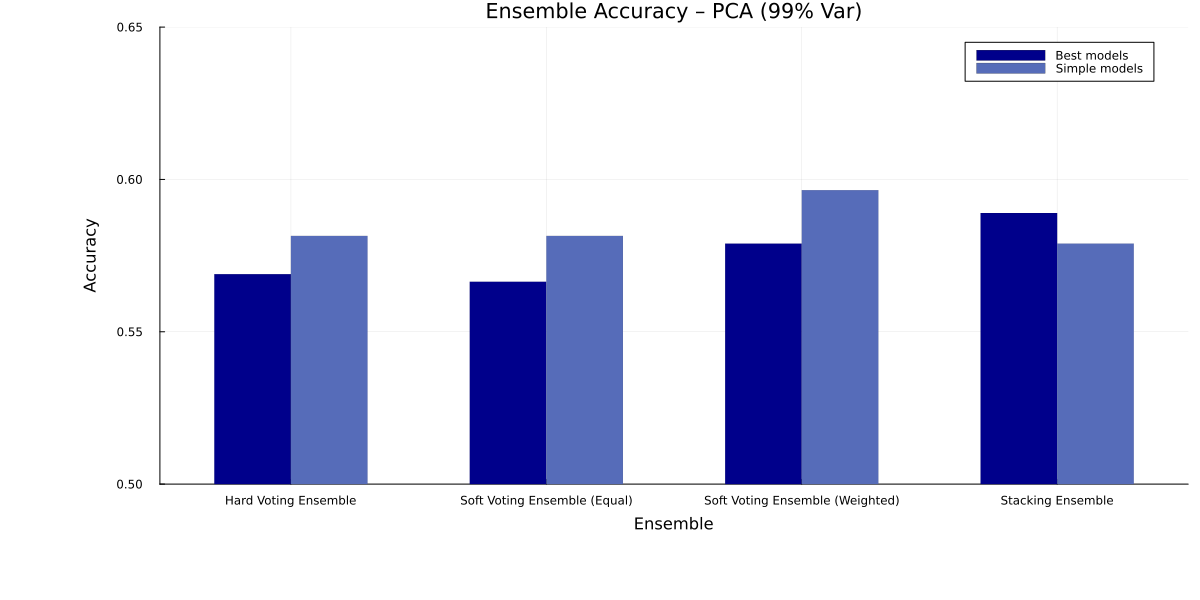 Ensemble Accuracy – PCA (99% Var)
0.65
Best models
Simple models
0.60
Accuracy
0.55
0.50
Hard Voting Ensemble
Soft Voting Ensemble (Equal)
Soft Voting Ensemble (Weighted)
Stacking Ensemble
Ensemble